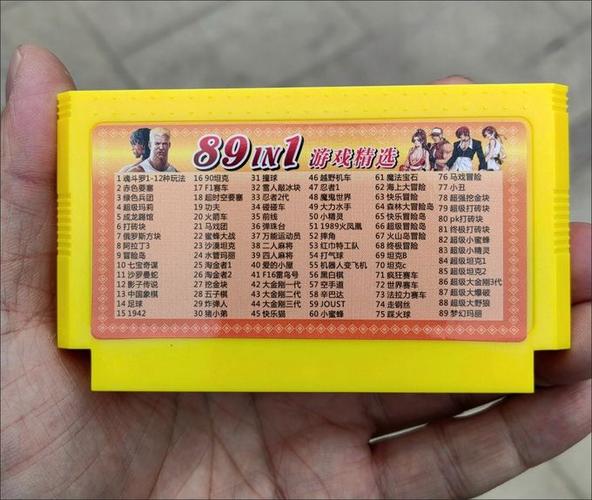 89 IN 1 游戏精选
1 魂斗罗1-12种玩法
2 赤色要塞
3 绿色兵团
4 超级玛莉
5 成龙踢馆
6 打砖块
7 俄罗斯方块
8 阿拉丁3
9 冒险岛
10 七宝奇谋
11 沙罗曼蛇
12 影子传说
13 中国象棋
14 足球
15 1942
16 90坦克
17 F1赛车
18 超时空要塞
19 功夫
20 火箭车
21 马戏团
22 蜜蜂大战
23 沙漠坦克
24 水管玛丽
25 淘金者1
26 淘金者2
27 挖金块
28 五子棋
29 炸弹人
30 猪小弟
31 撞球
32 雪人敲冰块
33 忍者2代
34 碰碰车
35 前线
36 弹珠台
37 万能运动员
38 二人麻将
39 四人麻将
40 爱的小屋
41 F16雷鸟号
42 大金刚一代
43 大金刚二代
44 大金刚三代
45 快乐猫
46 越野机车
47 忍者1
48 魔鬼世界
49 大力水手
50 小精灵
51 1989火凤凰
52 摔角
53 红巾特工队
54 打气球
55 机器人变飞机
56 黑白棋
57 空手道
58 辛巴达
59 JOUST
60 小蜜蜂
61 魔法宝石
62 海上大冒险
63 快乐冒险
64 森林大冒险岛
65 快乐冒险岛
66 超级冒险岛
67 火山岛冒险
68 终极冒险
69 坦克B
70 坦克c
71 疯狂赛车
72 世界赛车
73 法拉力赛车
74 走钢丝
75 踩火球
76 马戏冒险
77 小丑
78 超强挖金块
79 超级打砖块
80 pk打砖块
81 终极打砖块
82 超级小蜜蜂
83 超级小精灵
84 超级坦克1
85 超级坦克2
86 超级大金刚3代
87 超级大爆破
88 超级大野狼
89 梦幻玛丽